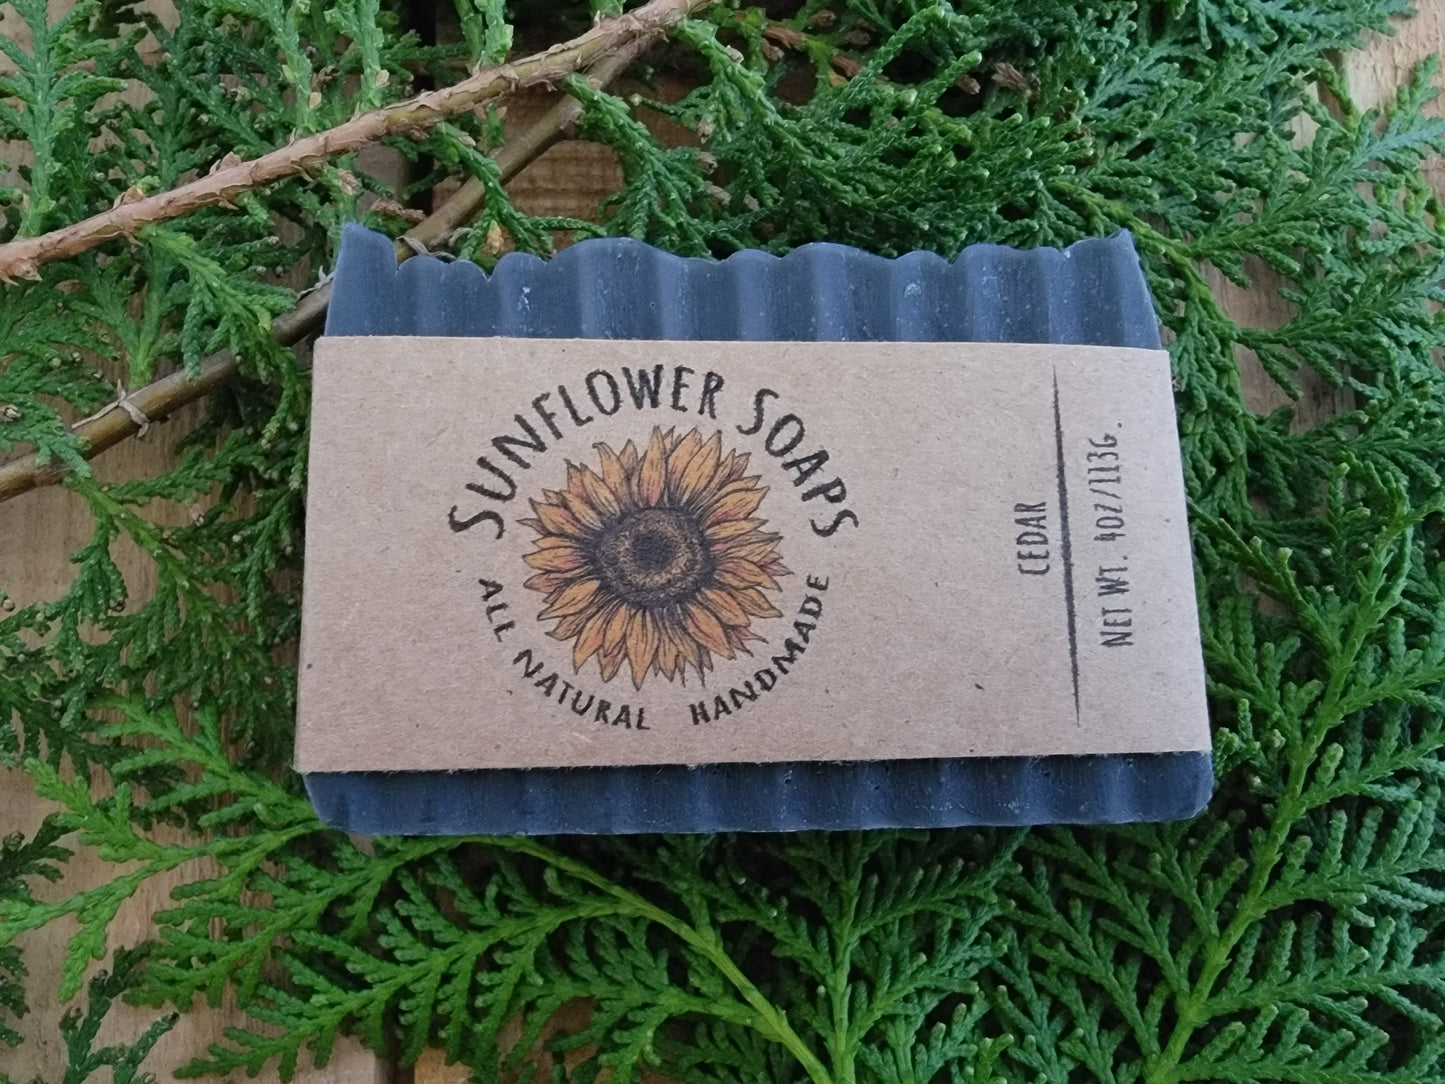 SUNFLOWER SOAPS
ALL NATURAL HANDMADE
CEDAR
NET WT. 4OZ/113G.